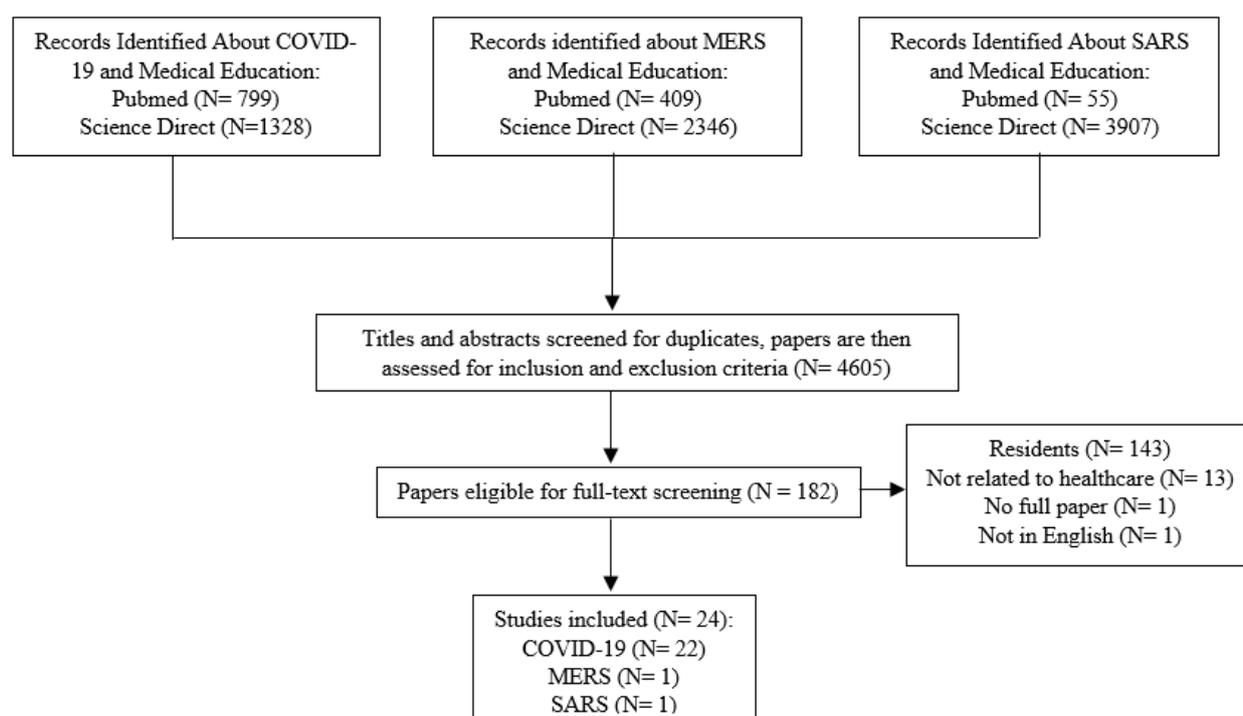 Records Identified About COVID-
19 and Medical Education:
Pubmed (N= 799)
Science Direct (N=1328)
Records identified about MERS
and Medical Education:
Pubmed (N= 409)
Science Direct (N= 2346)
Records Identified About SARS
and Medical Education:
Pubmed (N= 55)
Science Direct (N= 3907)
Titles and abstracts screened for duplicates, papers are then
assessed for inclusion and exclusion criteria (N= 4605)
Papers eligible for full-text screening (N = 182)
Residents (N= 143)
Not related to healthcare (N= 13)
No full paper (N= 1)
Not in English (N= 1)
Studies included (N= 24):
COVID-19 (N= 22)
MERS (N= 1)
SARS (N= 1)